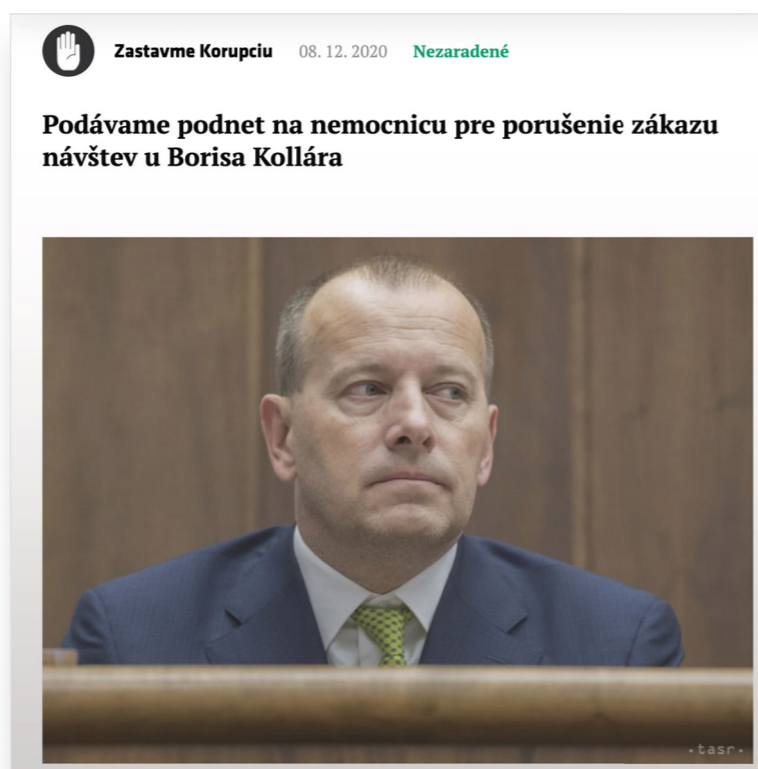 Zastavme Korupciu 08. 12. 2020 Nezaradené
Podávame podnet na nemocnicu pre porušenie zákazu
návštev u Borisa Kollára
tasr